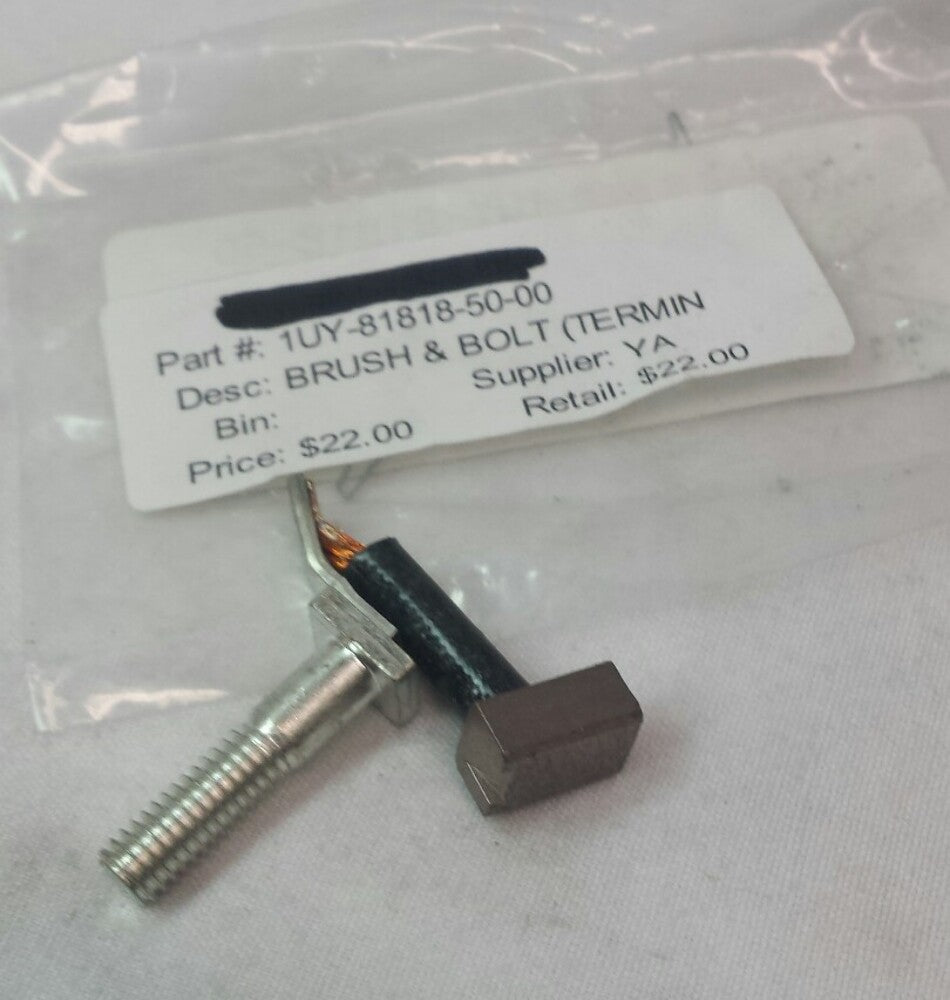 Part #: 1UY-81818-50-00
Desc: BRUSH & BOLT (TERMIN
Bin: Supplier: YA
Price: $22.00 Retail: $22.00